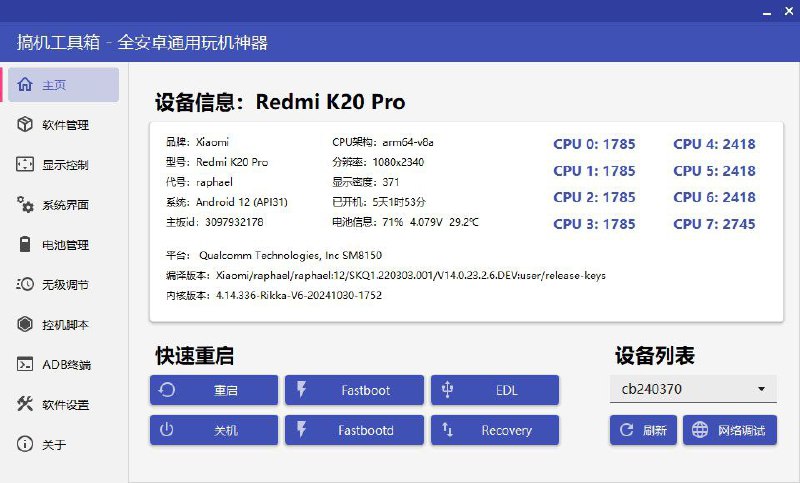 搞机工具箱 - 全安卓通用玩机神器
主页
软件管理
显示控制
系统界面
电池管理
无级调节
控机脚本
ADB终端
软件设置
关于
设备信息：Redmi K20 Pro
品牌：Xiaomi
型号：Redmi K20 Pro
代号：raphael
系统：Android 12 (API31)
主板id：3097932178
CPU架构：arm64-v8a
分辨率：1080x2340
显示密度：371
已开机：5天1时53分
电池信息：71% 4.079V 29.2℃
CPU 0: 1785
CPU 1: 1785
CPU 2: 1785
CPU 3: 1785
CPU 4: 2418
CPU 5: 2418
CPU 6: 2418
CPU 7: 2745
平台： Qualcomm Technologies, Inc SM8150
编译版本：Xiaomi/raphael/raphael:12/SKQ1.220303.001/V14.0.23.2.6.DEV:user/release-keys
内核版本：4.14.336-Rikka-V6-20241030-1752
快速重启
重启
Fastboot
EDL
关机
Fastbootd
Recovery
设备列表
cb240370
刷新
网络调试